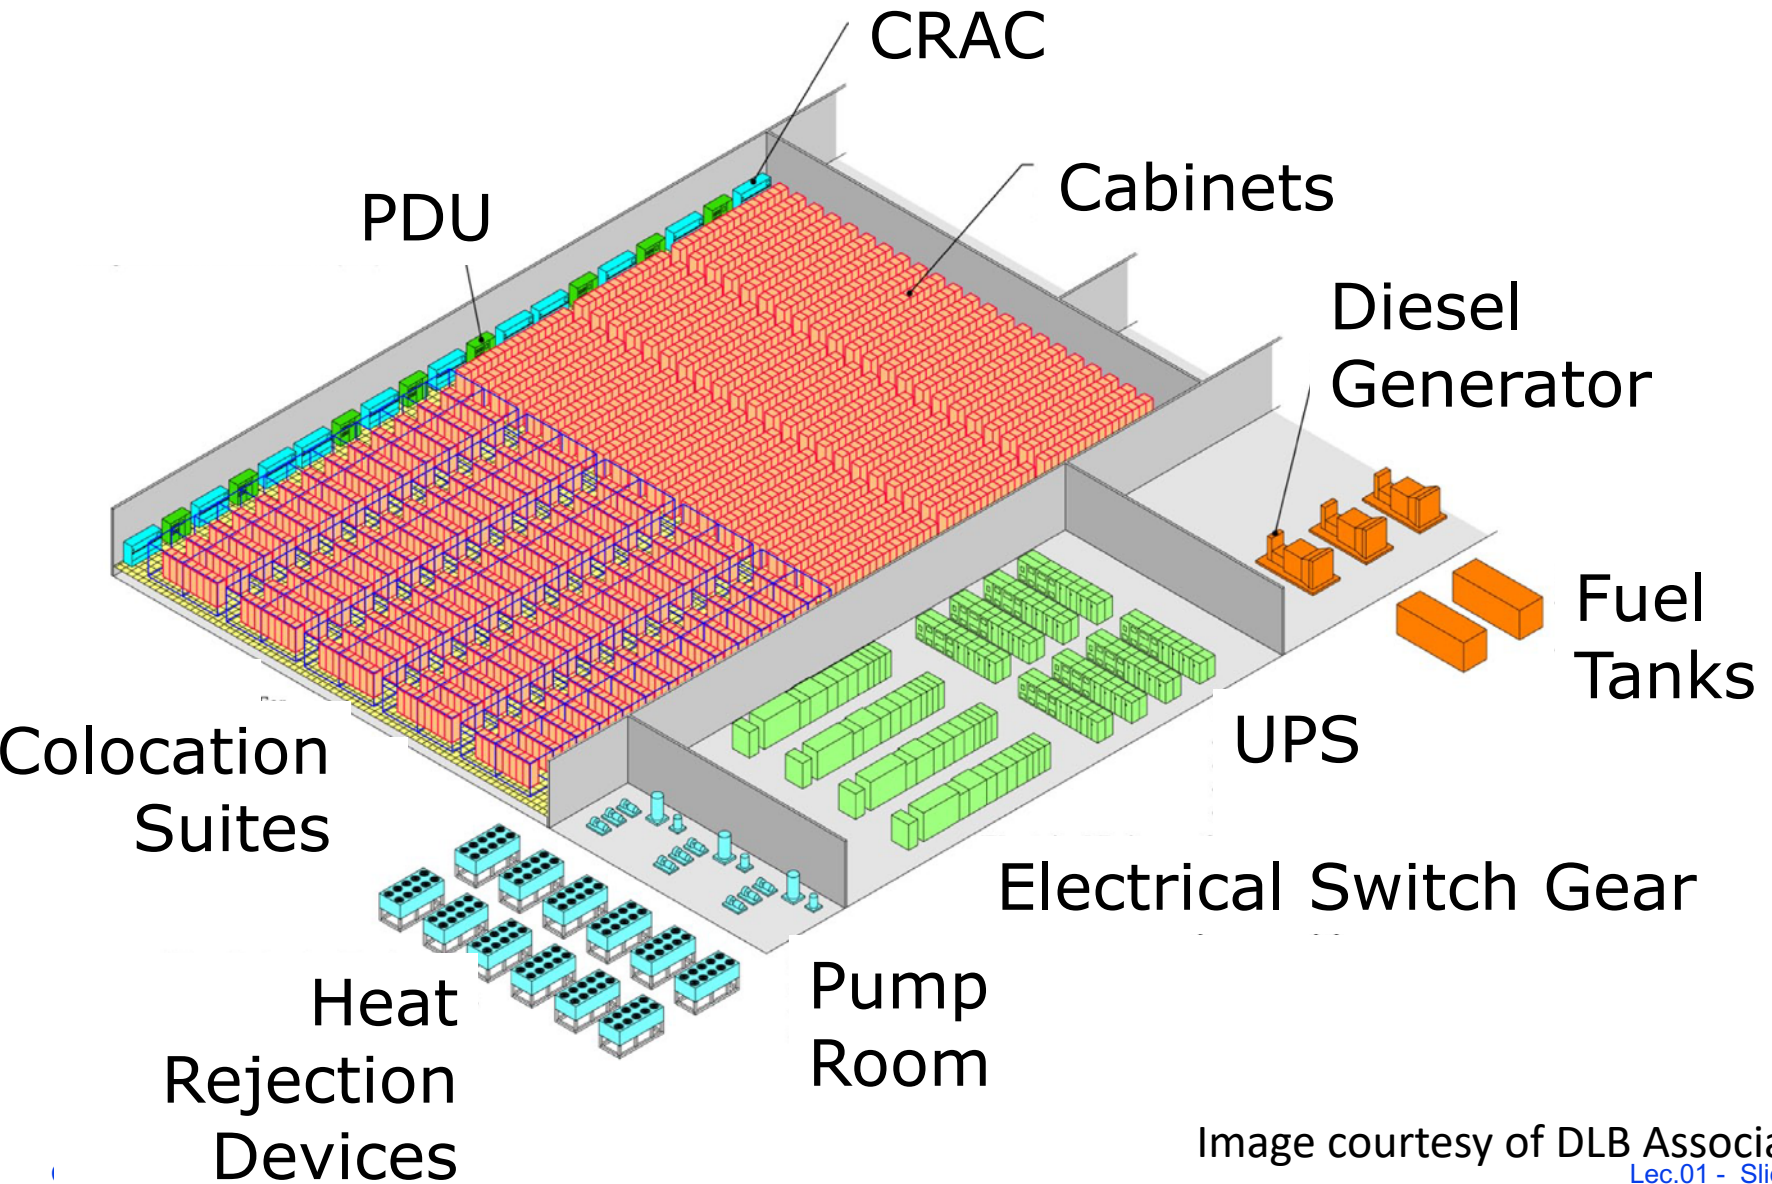 CRAC
Cabinets
PDU
Diesel
Generator
Fuel
Tanks
UPS
Colocation
Suites
Electrical Switch Gear
Heat
Rejection
Devices
Pump
Room
Image courtesy of DLB
Lec.01 -